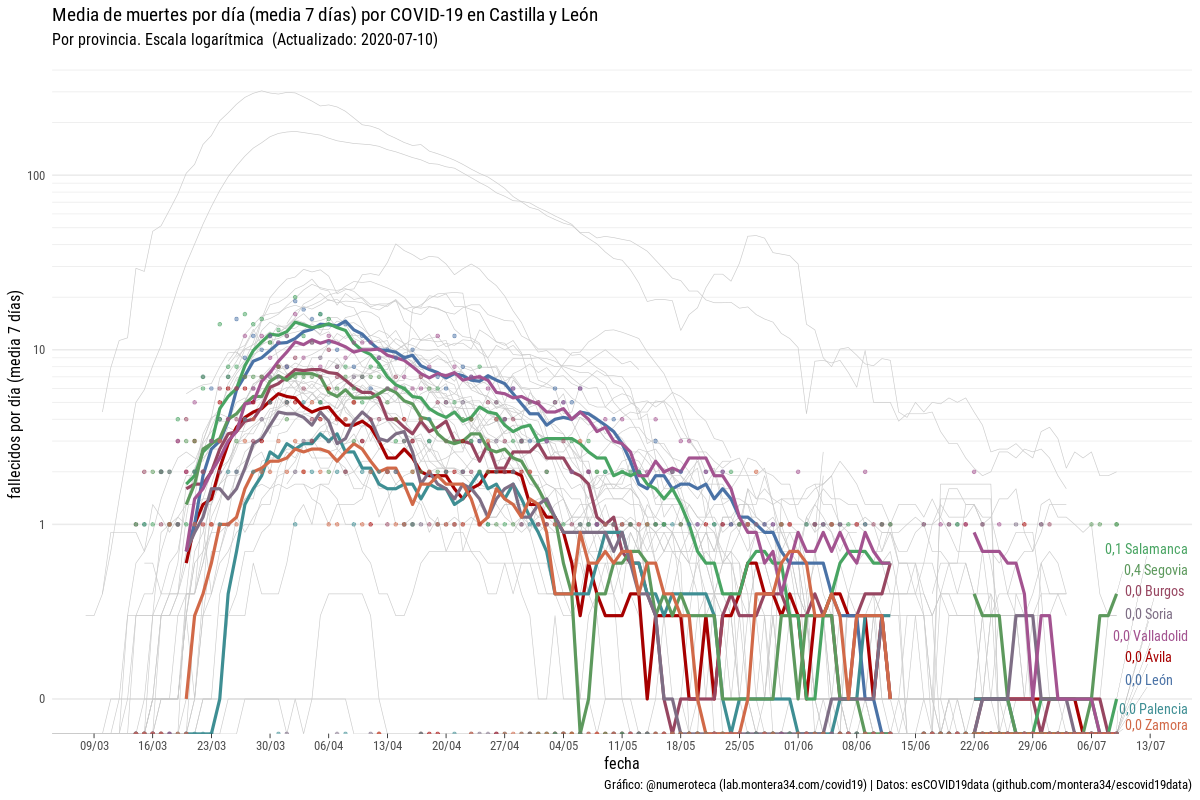 Media de muertes por día (media 7 días) por COVID-19 en Castilla y León
Por provincia. Escala logarítmica (Actualizado: 2020-07-10)
fallecidos por día (media 7 días)
100
10
1
0
0,1 Salamanca
0,4 Segovia
0,0 Burgos
0,0 Soria
0,0 Valladolid
0,0 Ávila
0,0 León
0,0 Palencia
0,0 Zamora
09/03 16/03 23/03 30/03 06/04 13/04 20/04 27/04 04/05 11/05 18/05 25/05 01/06 08/06 15/06 22/06 29/06 06/07 13/07
fecha
Gráfico: @numeroteca (lab.montera34.com/covid19) | Datos: esCOVID19data (github.com/montera34/escovid19data)